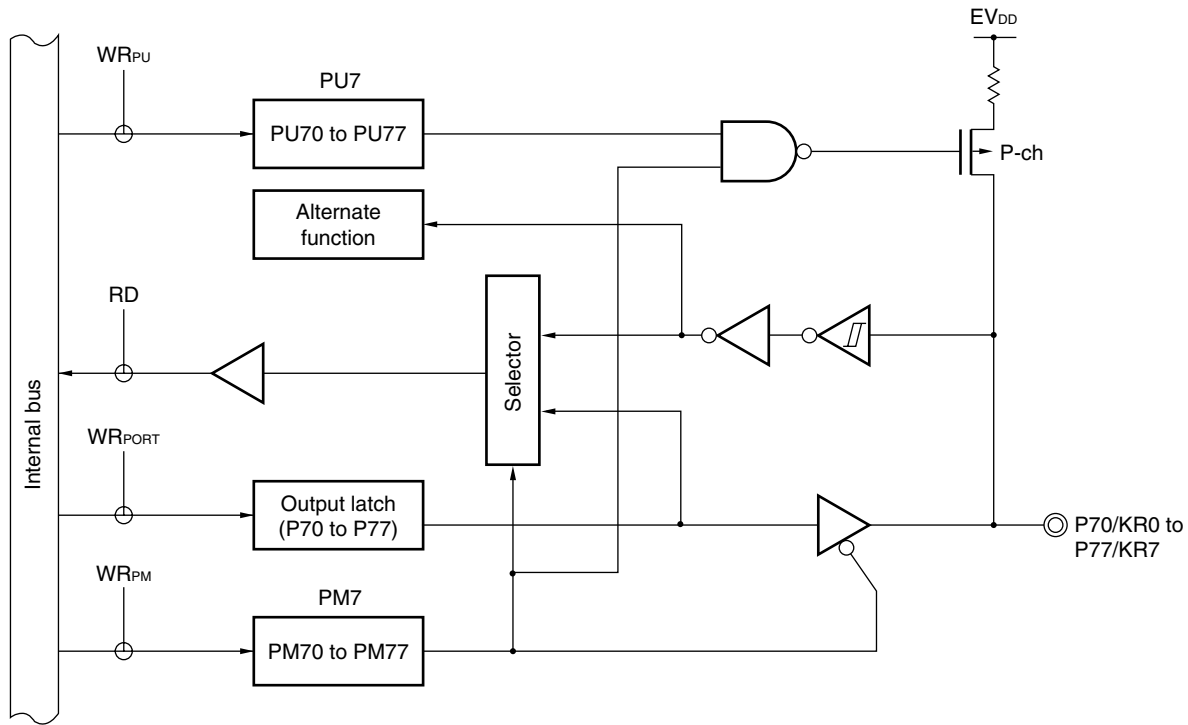 EVDD
WRPU
PU7
PU70 to PU77
P-ch
Alternate
function
RD
Selector
Internal bus
WRPORT
Output latch
(P70 to P77)
P70/KR0 to
P77/KR7
WRPM
PM7
PM70 to PM77